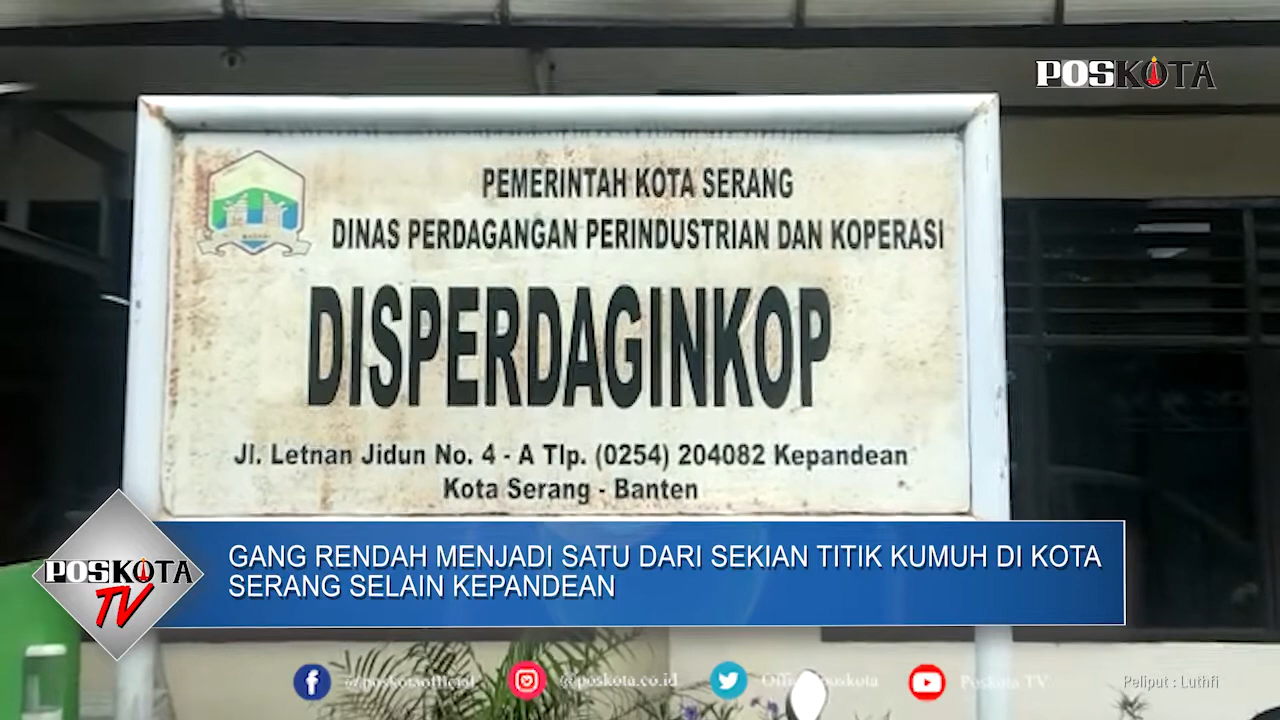 POSKOTA
PEMERINTAH KOTA SERANG
DINAS PERDAGANGAN PERINDUSTRIAN DAN KOPERASI
DISPERDAGINKOP
Jl. Letnan Jidun No. 4 - A Tlp. (0254) 204082 Kepandean
Kota Serang - Banten
POSKOTA TV
GANG RENDAH MENJADI SATU DARI SEKIAN TITIK KUMUH DI KOTA
SERANG SELAIN KEPANDEAN
@poskotaofficial @poskota.co.id Poskota TV
Peliput : Luthfi